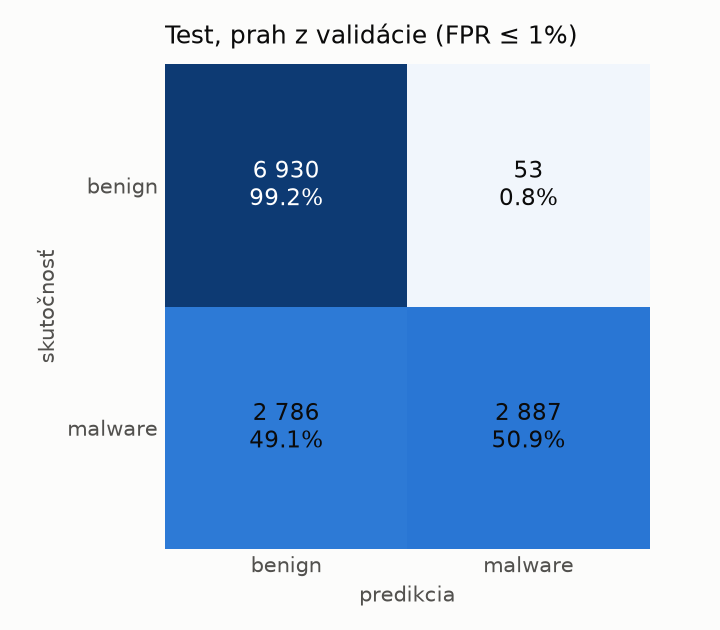 Test, prah z validácie (FPR ≤ 1%)
benign
6 930
99.2%
53
0.8%
skutočnosť
malware
2 786
49.1%
2 887
50.9%
benign
malware
predikcia